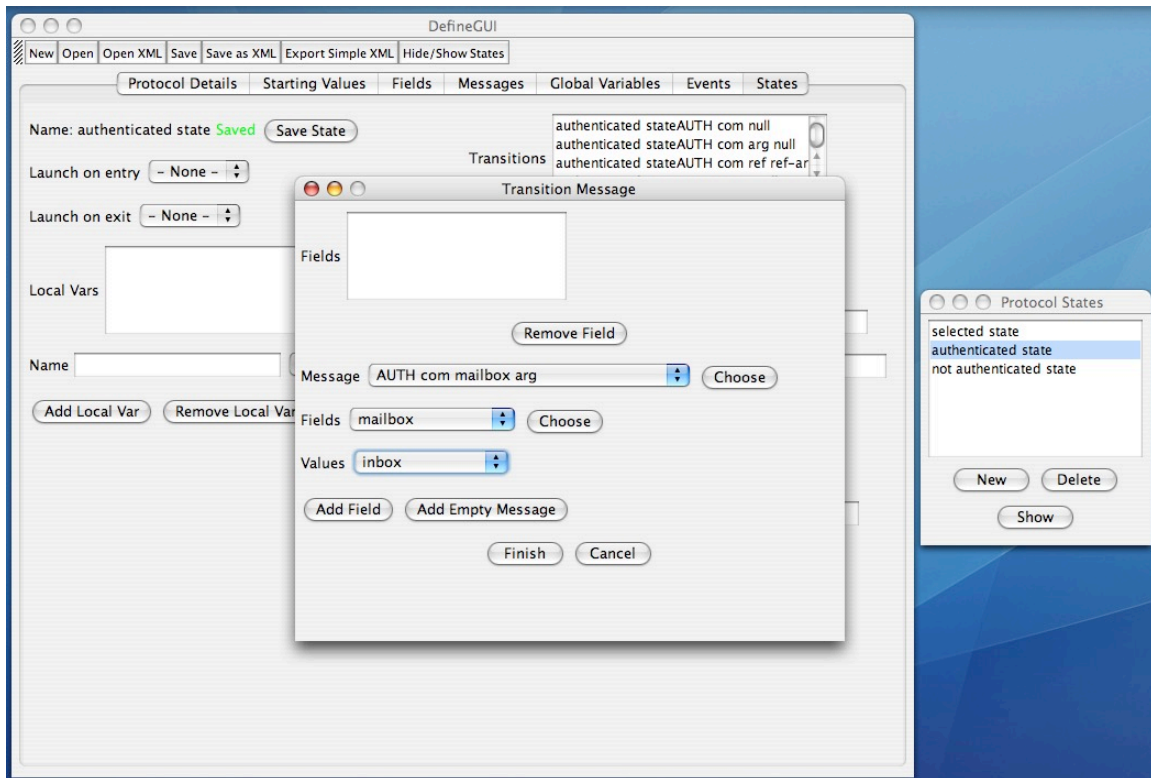 DefineGUI
New Open Open XML Save Save as XML Export Simple XML Hide/Show States
Protocol Details Starting Values Fields Messages Global Variables Events States
Name: authenticated state Saved Save State
Launch on entry - None -
Launch on exit - None -
Local Vars
Name
Add Local Var Remove Local Var
Transitions
authenticated stateAUTH com null
authenticated stateAUTH com arg null
authenticated stateAUTH com ref ref-ar
Transition Message
Fields
Remove Field
Message AUTH com mailbox arg Choose
Fields mailbox Choose
Values inbox
Add Field Add Empty Message
Finish Cancel
Protocol States
selected state
authenticated state
not authenticated state
New Delete
Show